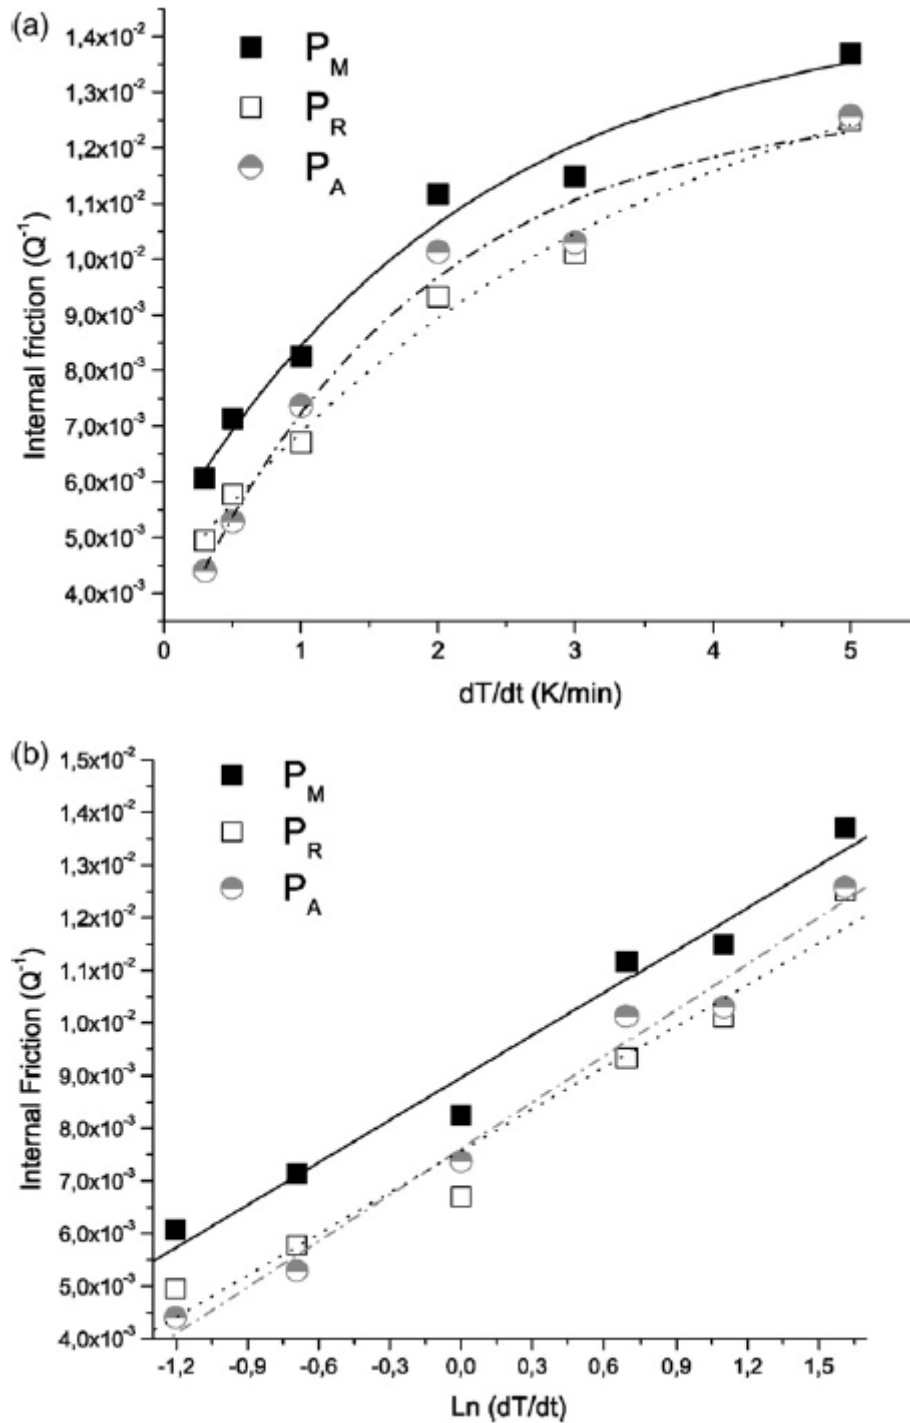 (a)
1,4x10⁻²
1,3x10⁻²
1,2x10⁻²
1,1x10⁻²
1,0x10⁻²
9,0x10⁻³
8,0x10⁻³
7,0x10⁻³
6,0x10⁻³
5,0x10⁻³
4,0x10⁻³
Internal friction (Q⁻¹)
P_M
P_R
P_A
0 1 2 3 4 5
dT/dt (K/min)
(b)
1,5x10⁻²
1,4x10⁻²
1,3x10⁻²
1,2x10⁻²
1,1x10⁻²
1,0x10⁻²
9,0x10⁻³
8,0x10⁻³
7,0x10⁻³
6,0x10⁻³
5,0x10⁻³
4,0x10⁻³
Internal Friction (Q⁻¹)
P_M
P_R
P_A
-1,2 -0,9 -0,6 -0,3 0,0 0,3 0,6 0,9 1,2 1,5
Ln (dT/dt)